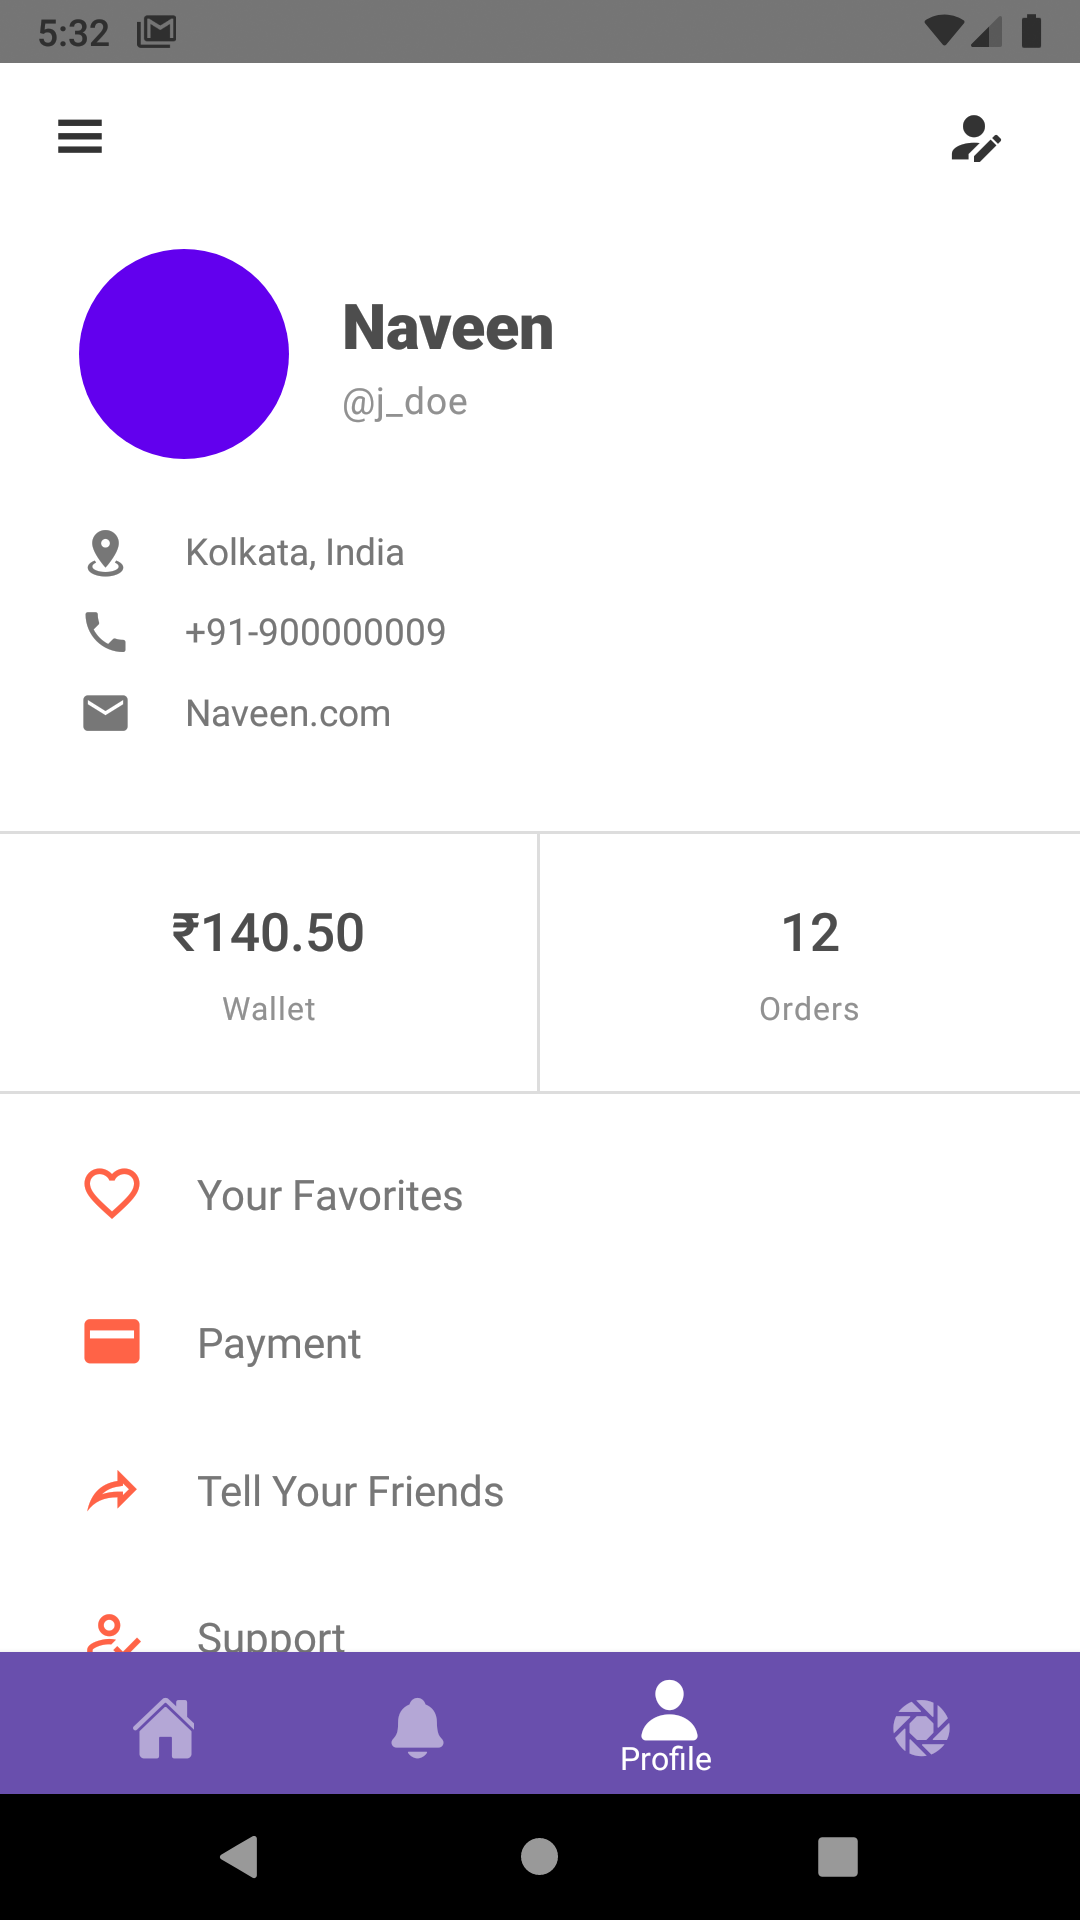 5:32
Naveen
@j_doe
Kolkata, India
+91-900000009
Naveen.com
₹140.50
Wallet
12
Orders
Your Favorites
Payment
Tell Your Friends
Support
Profile